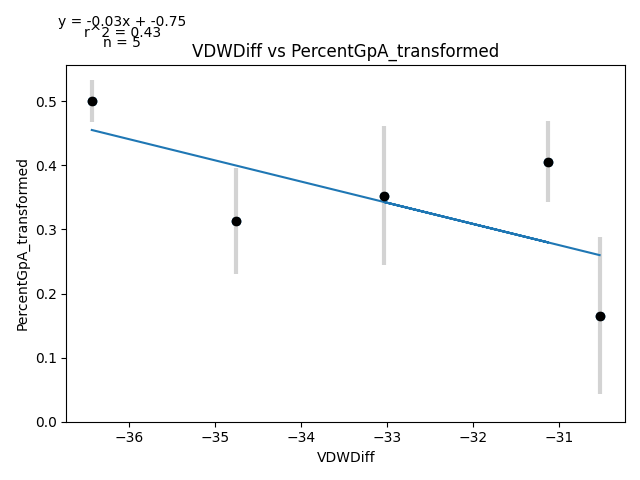 y = -0.03x + -0.75
r^2 = 0.43
n = 5
VDWDiff vs PercentGpA_transformed
PercentGpA_transformed
0.5
0.4
0.3
0.2
0.1
0.0
−36
−35
−34
−33
−32
−31
VDWDiff